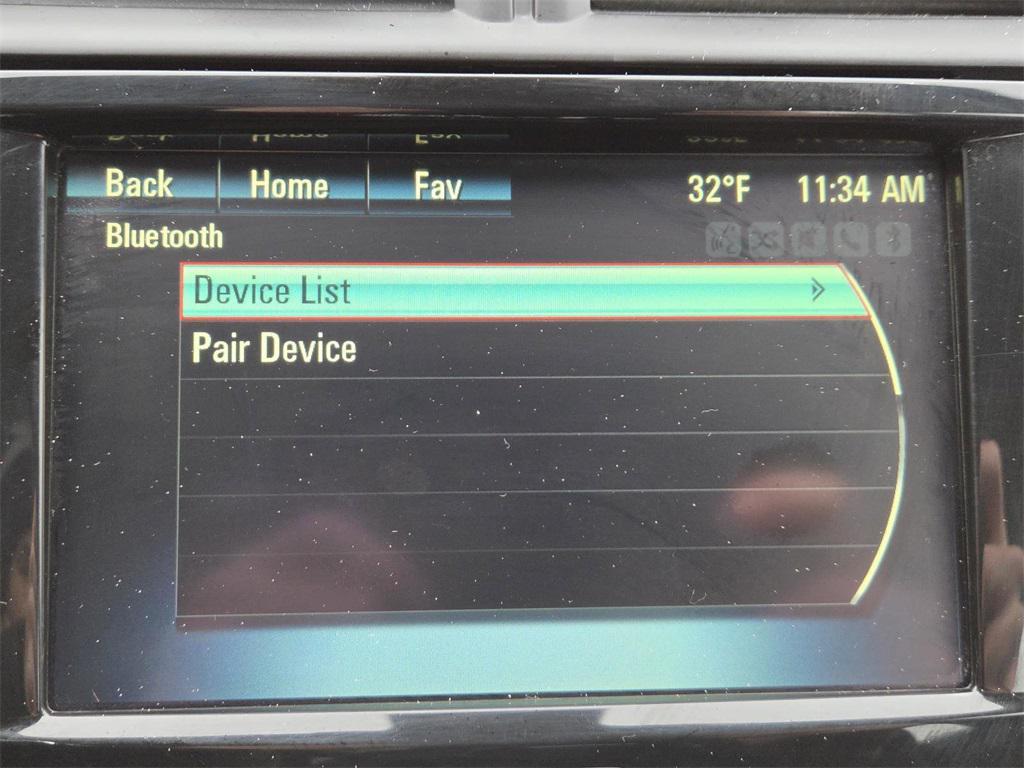 Back Home Fav 32°F 11:34 AM
Bluetooth
Device List
Pair Device